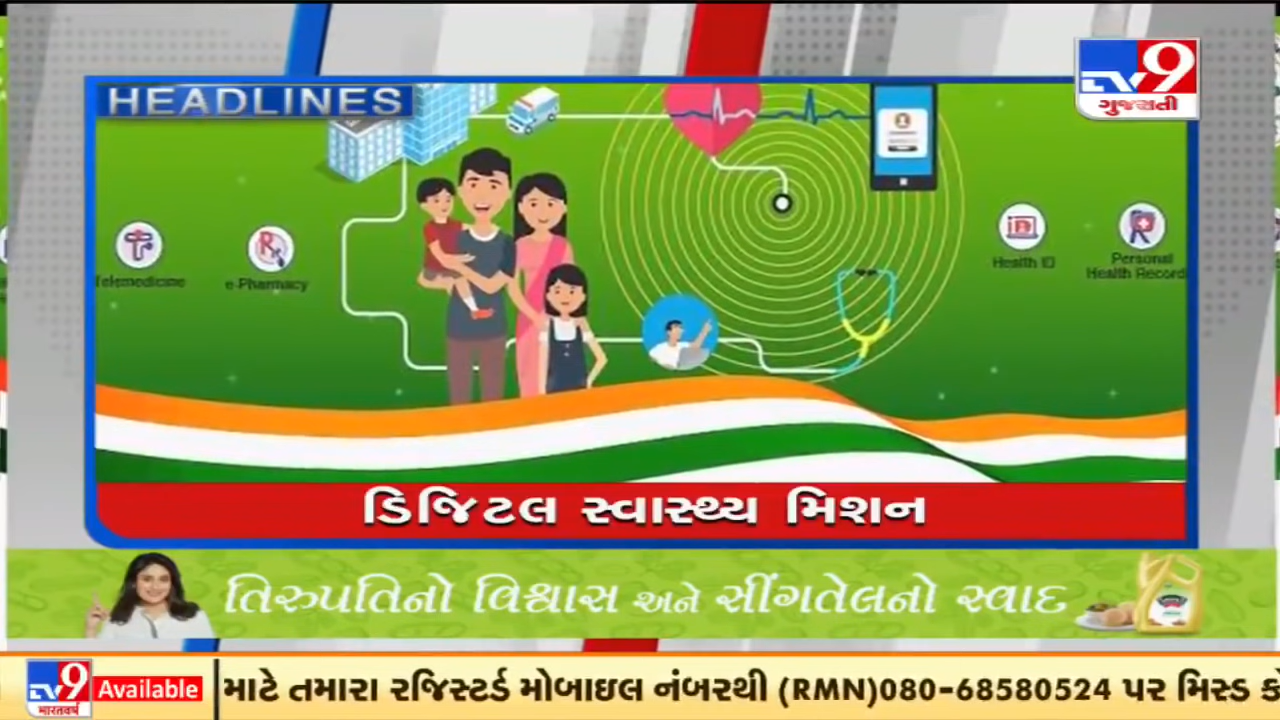 HEADLINES
TV9
ગુજરાતી
Telemedicine
e-Pharmacy
Health ID
Personal
Health Record
ડિજિટલ સ્વાસ્થ્ય મિશન
તિરુપતિનો વિશ્વાસ અને સીંગતેલનો સ્વાદ
TV9
भारतवर्ष
Available
માટે તમારા રજિસ્ટર્ડ મોબાઇલ નંબરથી (RMN)080-68580524 પર મિસ્ડ